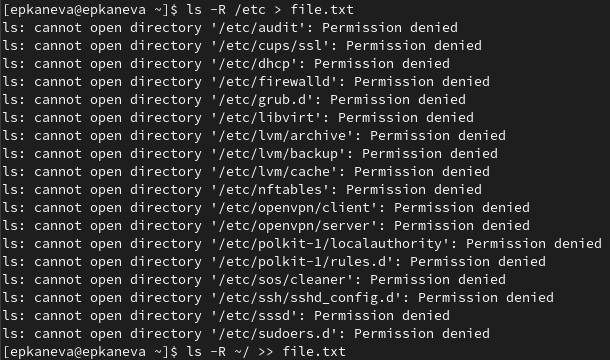 [epkaneva@epkaneva ~]$ ls -R /etc > file.txt
ls: cannot open directory '/etc/audit': Permission denied
ls: cannot open directory '/etc/cups/ssl': Permission denied
ls: cannot open directory '/etc/dhcp': Permission denied
ls: cannot open directory '/etc/firewalld': Permission denied
ls: cannot open directory '/etc/grub.d': Permission denied
ls: cannot open directory '/etc/libvirt': Permission denied
ls: cannot open directory '/etc/lvm/archive': Permission denied
ls: cannot open directory '/etc/lvm/backup': Permission denied
ls: cannot open directory '/etc/lvm/cache': Permission denied
ls: cannot open directory '/etc/nftables': Permission denied
ls: cannot open directory '/etc/openvpn/client': Permission denied
ls: cannot open directory '/etc/openvpn/server': Permission denied
ls: cannot open directory '/etc/polkit-1/localauthority': Permission denied
ls: cannot open directory '/etc/polkit-1/rules.d': Permission denied
ls: cannot open directory '/etc/sos/cleaner': Permission denied
ls: cannot open directory '/etc/ssh/sshd_config.d': Permission denied
ls: cannot open directory '/etc/sssd': Permission denied
ls: cannot open directory '/etc/sudoers.d': Permission denied
[epkaneva@epkaneva ~]$ ls -R ~/ >> file.txt